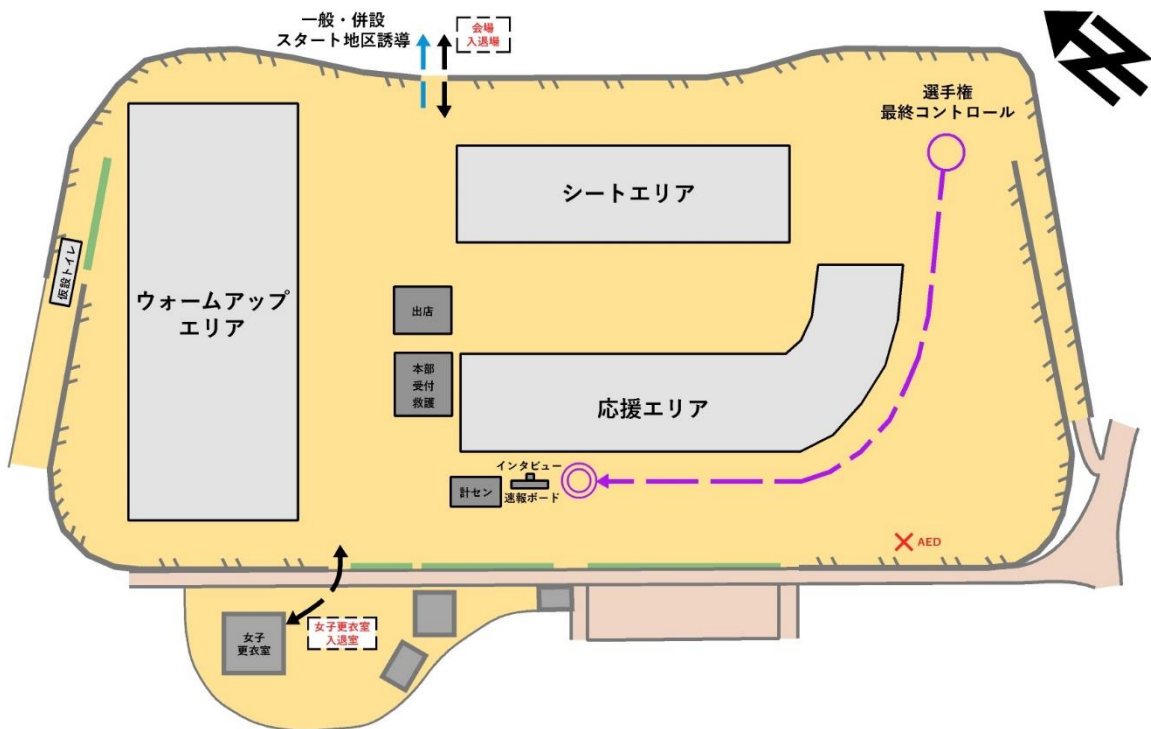 一般・併設
スタート地区誘導
会場
入退場
選手権
最終コントロール
シートエリア
仮設トイレ
ウォームアップ
エリア
出店
本部
受付
救護
応援エリア
インタビュー
計セン
速報ボード
AED
女子更衣室
入退室
女子
更衣室
N